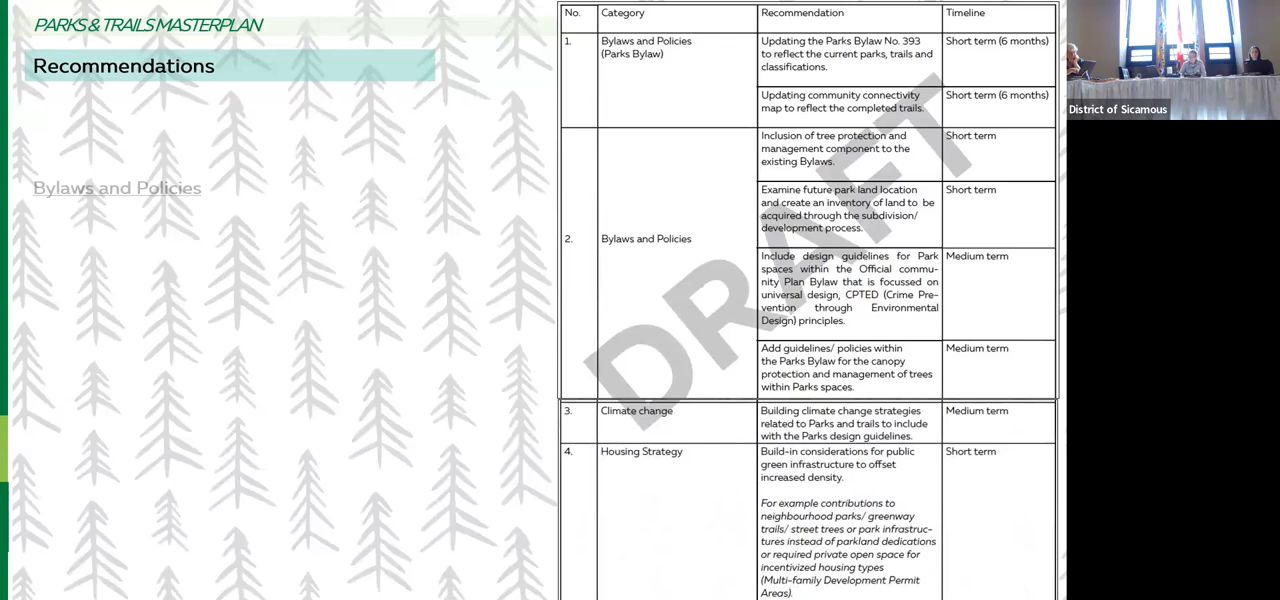 PARKS & TRAILS MASTERPLAN
Recommendations
Bylaws and Policies
No. Category Recommendation Timeline
1. Bylaws and Policies
(Parks Bylaw)
Updating the Parks Bylaw No. 393
to reflect the current parks, trails and
classifications.
Short term (6 months)
Updating community connectivity
map to reflect the completed trails.
Short term (6 months)
2. Bylaws and Policies
Inclusion of tree protection and
management component to the
existing Bylaws.
Short term
Examine future park land location
and create an inventory of land to be
acquired through the subdivision/
development process.
Short term
Include design guidelines for Park
spaces within the Official commu-
nity Plan Bylaw that is focussed on
universal design, CPTED (Crime Pre-
vention through Environmental
Design) principles.
Medium term
Add guidelines/ policies within
the Parks Bylaw for the canopy
protection and management of trees
within Parks spaces.
Medium term
3. Climate change
Building climate change strategies
related to Parks and trails to include
with the Parks design guidelines.
Medium term
4. Housing Strategy
Build-in considerations for public
green infrastructure to offset
increased density.
Short term
For example contributions to
neighbourhood parks/ greenway
trails/ street trees or park infrastruc-
tures instead of parkland dedications
or required private open space for
incentivized housing types
(Multi-family Development Permit
Areas).
DRAFT
District of Sicamous